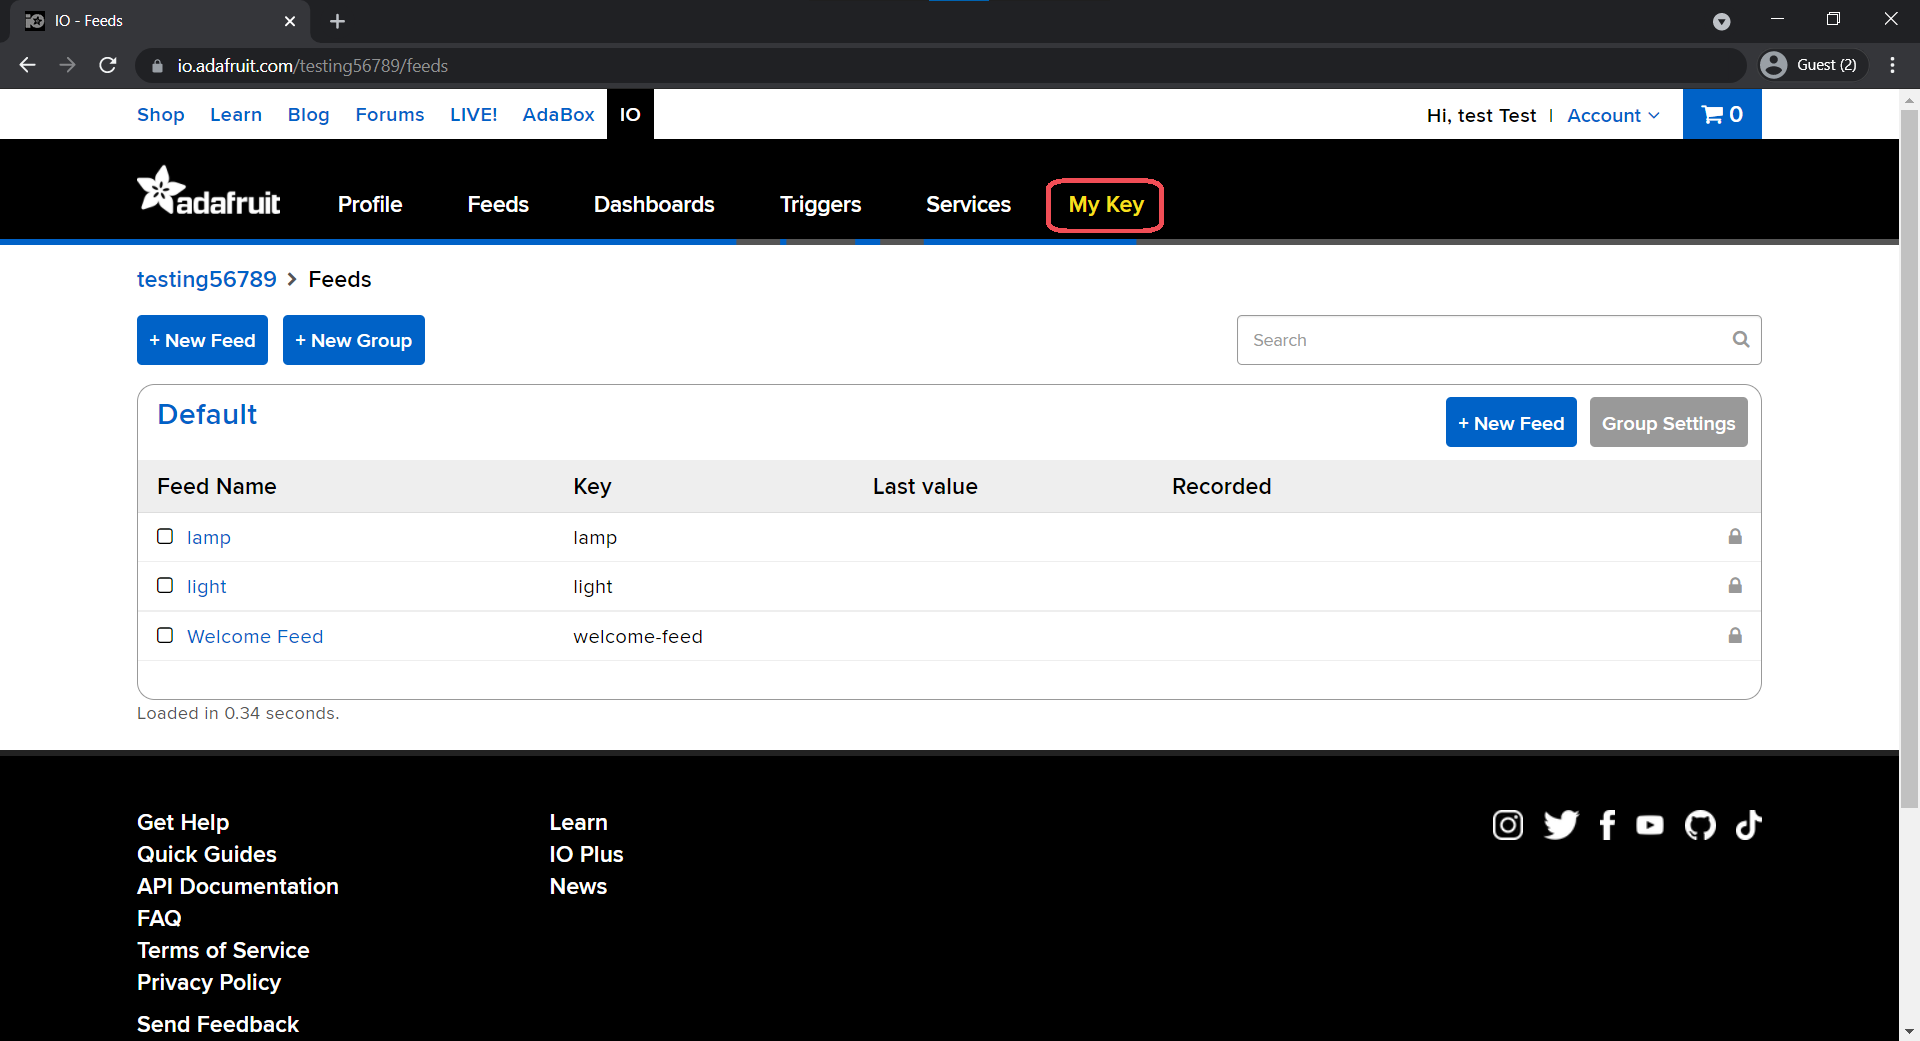 IO - Feeds
io.adafruit.com/testing56789/feeds
Guest (2)
Shop Learn Blog Forums LIVE! AdaBox IO
Hi, test Test | Account 0
adafruit Profile Feeds Dashboards Triggers Services My Key
testing56789 > Feeds
+ New Feed + New Group Search
Default + New Feed Group Settings
Feed Name Key Last value Recorded
lamp lamp
light light
Welcome Feed welcome-feed
Loaded in 0.34 seconds.
Get Help
Quick Guides
API Documentation
FAQ
Terms of Service
Privacy Policy
Send Feedback
Learn
IO Plus
News